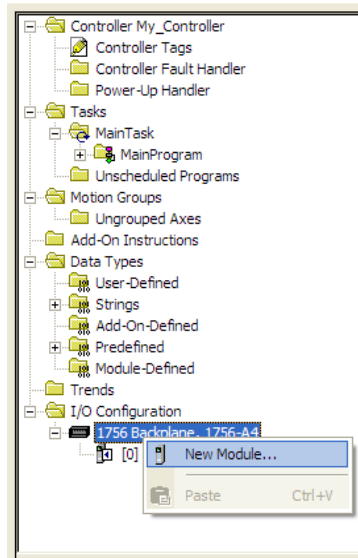 Controller My_Controller
Controller Tags
Controller Fault Handler
Power-Up Handler
Tasks
MainTask
MainProgram
Unscheduled Programs
Motion Groups
Ungrouped Axes
Add-On Instructions
Data Types
User-Defined
Strings
Add-On-Defined
Predefined
Module-Defined
Trends
I/O Configuration
1756 Backplane, 1756-A4
[0]
New Module...
Paste Ctrl+V